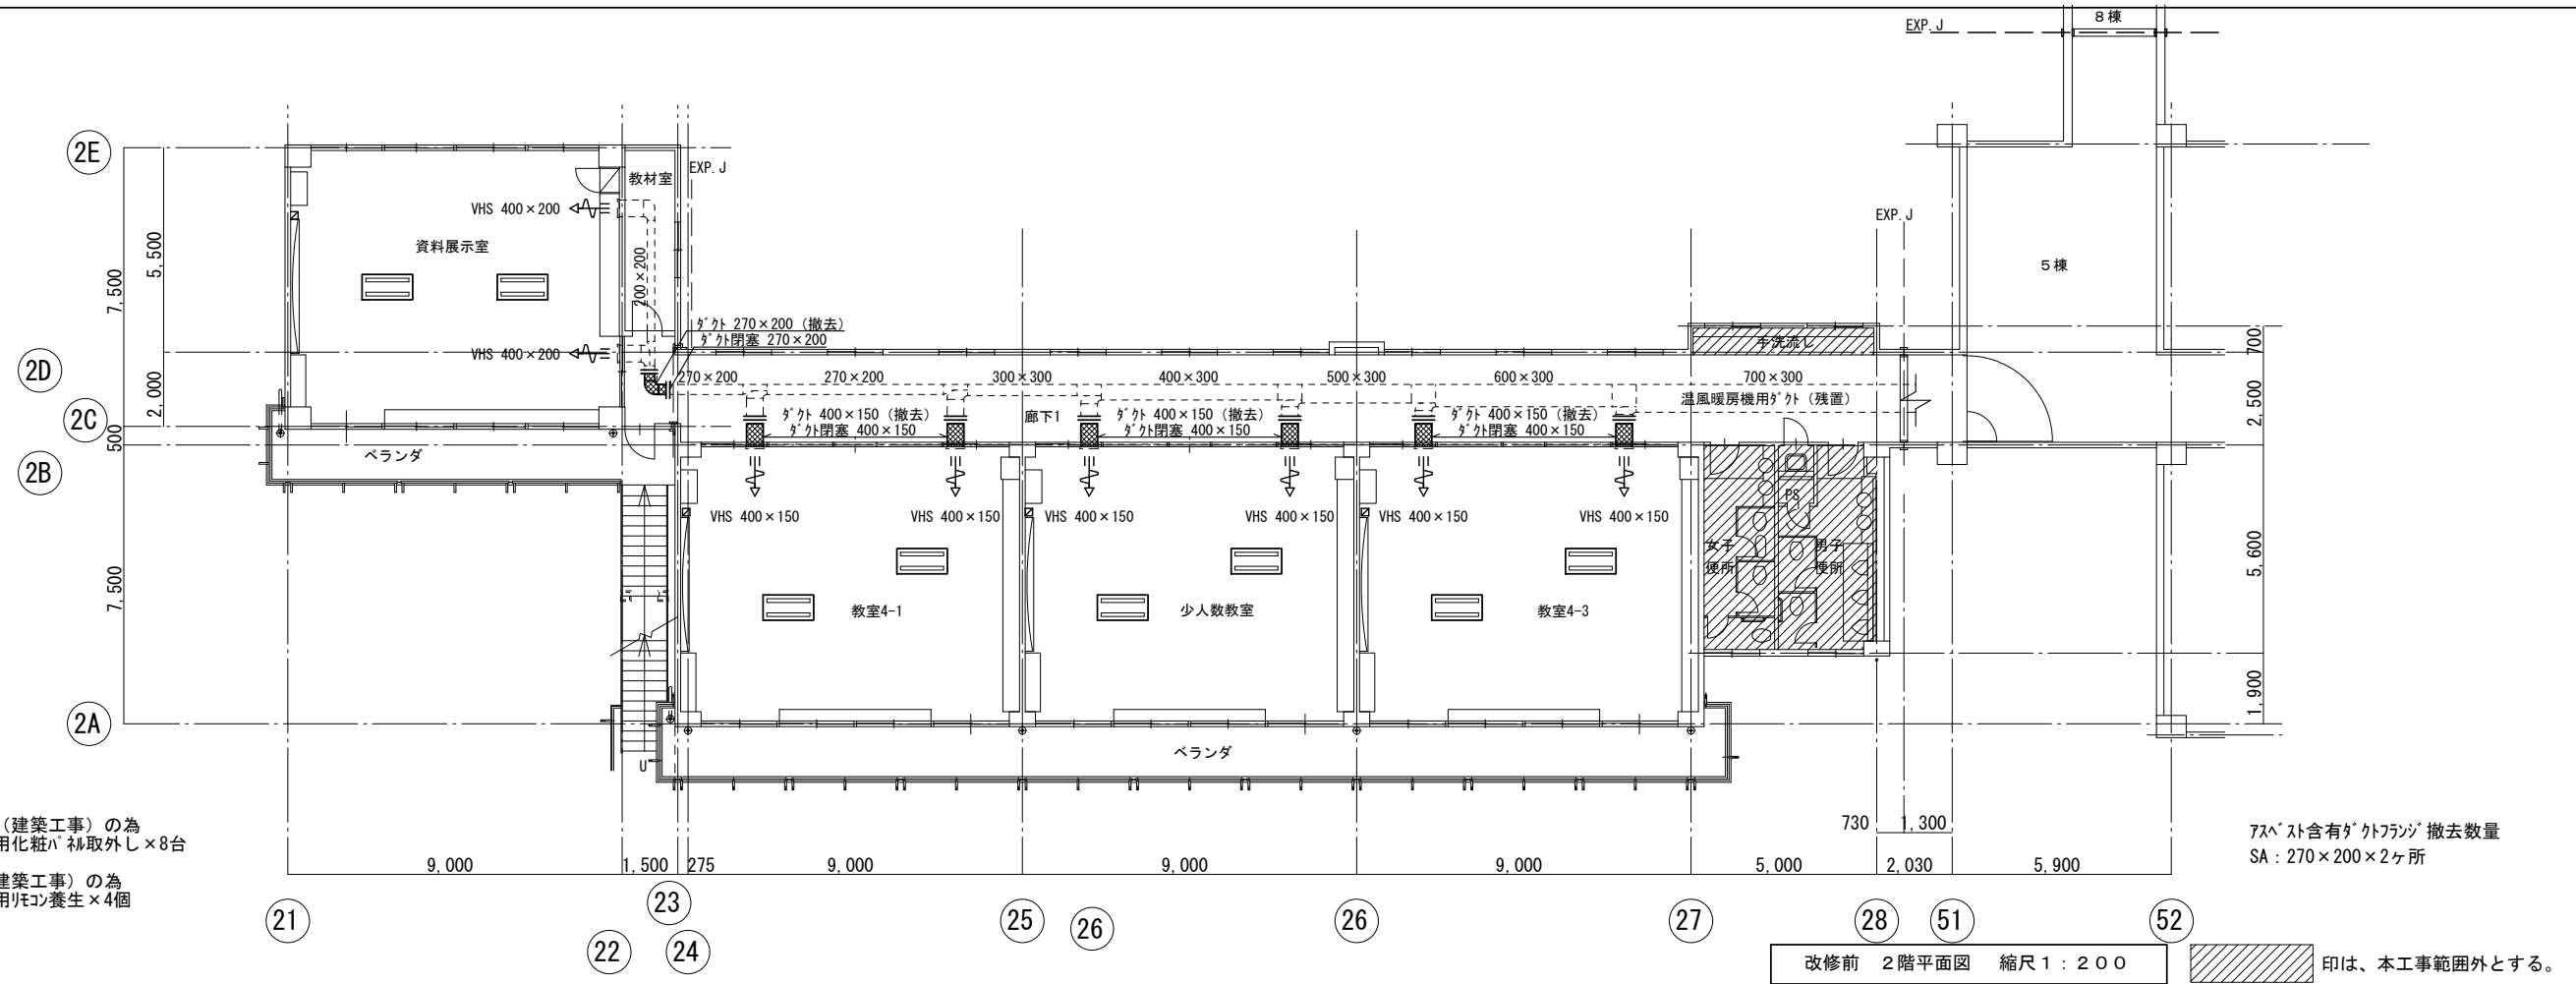 8棟
EXP.J
2E
EXP.J
教材室
VHS 400×200
EXP.J
資料展示室
5,500
7,500
200×200
5棟
ダクト 270×200（撤去）
ダクト閉塞 270×200
手洗流し
700
VHS 400×200
2D
270×200
270×200
300×300
400×300
500×300
600×300
700×300
2,000
温風暖房機用ダクト（残置）
2,500
2C
ダクト 400×150（撤去）
ダクト閉塞 400×150
廊下1
ダクト 400×150（撤去）
ダクト閉塞 400×150
ダクト 400×150（撤去）
ダクト閉塞 400×150
500
ベランダ
2B
PS
VHS 400×150
VHS 400×150
VHS 400×150
VHS 400×150
VHS 400×150
VHS 400×150
女子
便所
男子
便所
5,600
7,500
教室4-1
少人数教室
教室4-3
1,900
2A
ベランダ
U
（建築工事）の為
用化粧パネル取外し×8台
建築工事）の為
用リモコン養生×4個
730
1,300
アスベスト含有ダクトフランジ撤去数量
SA：270×200×2ヶ所
9,000
1,500
275
9,000
9,000
9,000
5,000
2,030
5,900
21
22
23
24
25
26
26
27
28
51
52
改修前 2階平面図 縮尺1：200
印は、本工事範囲外とする。